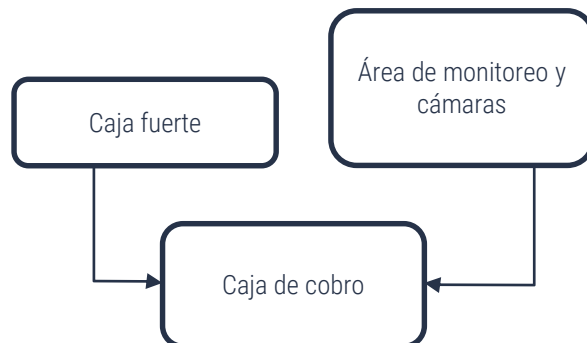 Área de monitoreo y
cámaras
Caja fuerte
Caja de cobro